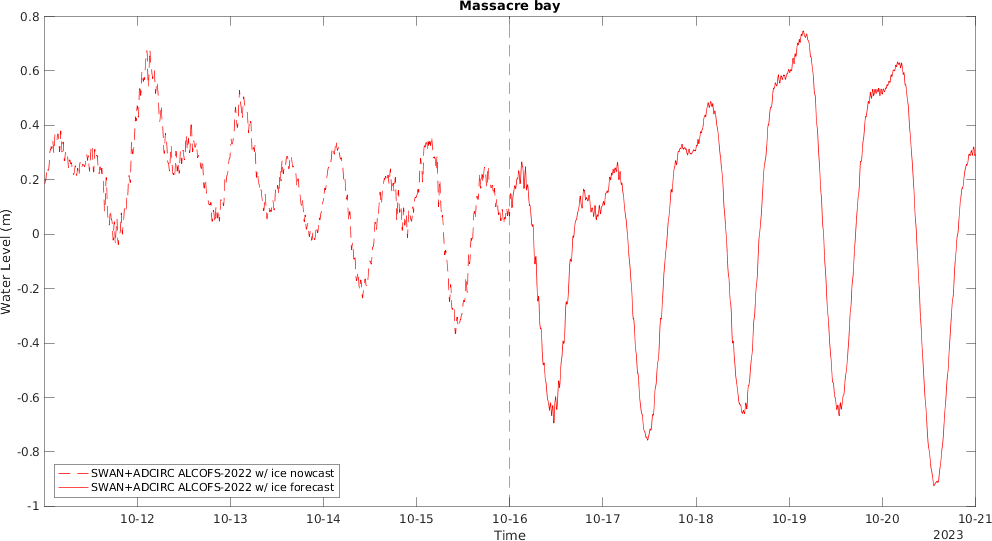 Massacre bay
0.8
0.6
0.4
0.2
0
-0.2
-0.4
-0.6
-0.8
-1
Water Level (m)
SWAN+ADCIRC ALCOFS-2022 w/ ice nowcast
SWAN+ADCIRC ALCOFS-2022 w/ ice forecast
10-12 10-13 10-14 10-15 10-16 10-17 10-18 10-19 10-20 10-21
Time
2023